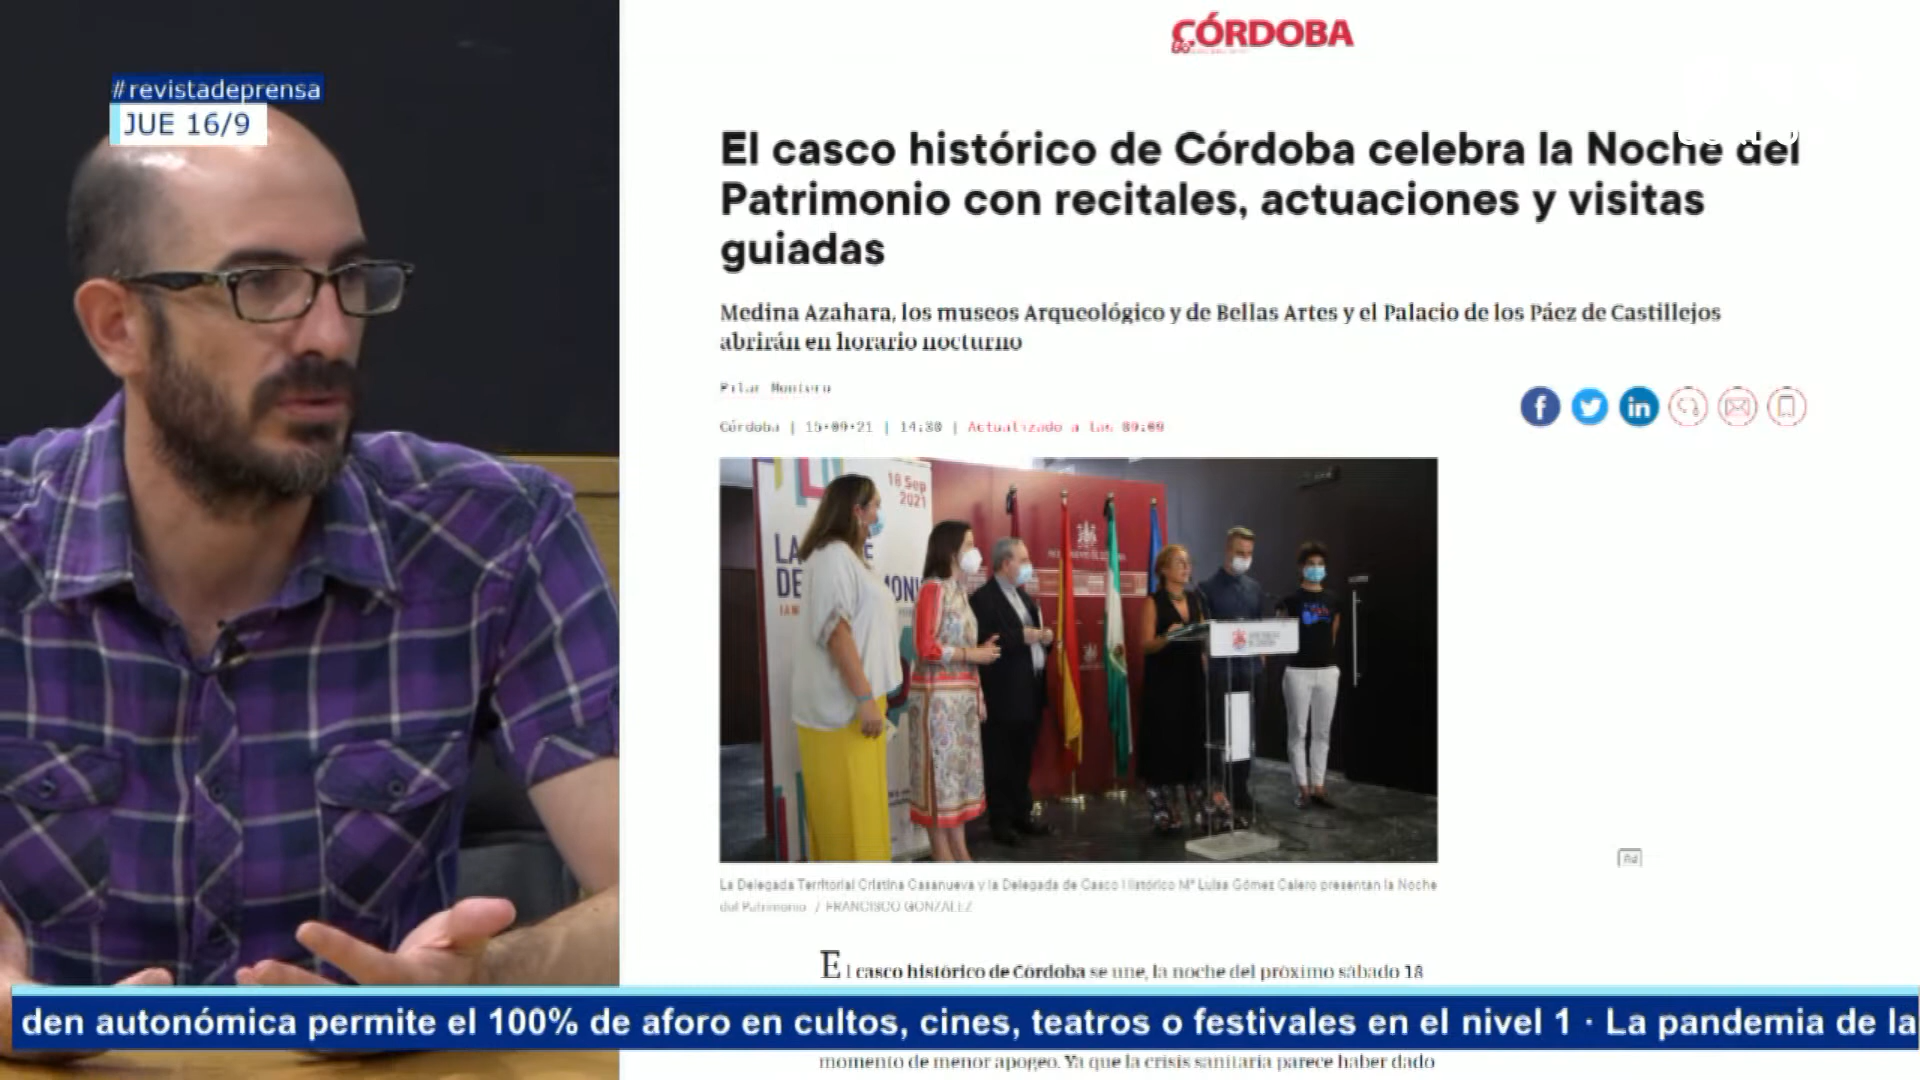 #revistadeprensa
JUE 16/9
CÓRDOBA
El casco histórico de Córdoba celebra la Noche del
Patrimonio con recitales, actuaciones y visitas
guiadas
Medina Azahara, los museos Arqueológico y de Bellas Artes y el Palacio de los Páez de Castillejos
abrirán en horario nocturno
Pilar Montero
Córdoba | 15·09·21 | 14:30 | Actualizado a las
f
in
18 Sep
2021
LA
DE
La Delegada Territorial Cristina Casanueva y la Delegada de Casco Histórico Mª Luisa Gómez Calero presentan la Noche
del Patrimonio / FRANCISCO GONZÁLEZ
Ad
El casco histórico de Córdoba se une, la noche del próximo sábado 18
den autonómica permite el 100% de aforo en cultos, cines, teatros o festivales en el nivel 1 · La pandemia de la
momento de menor apogeo. Ya que la crisis sanitaria parece haber dado